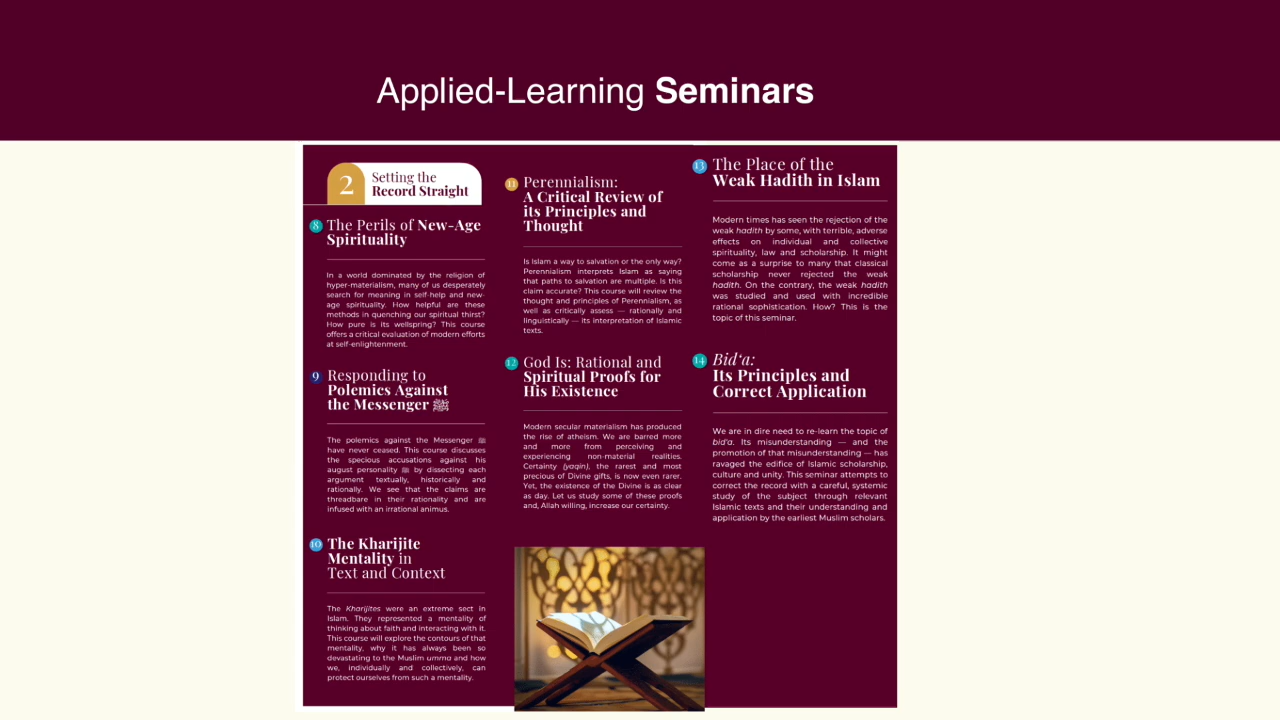 Applied-Learning Seminars
2
Setting the
Record Straight
8
The Perils of New-Age
Spirituality
In a world dominated by the religion of
hyper-materialism, many of us desperately
search for meaning in self-help and new-
age spirituality. How helpful are these
methods in quenching our spiritual thirst?
How pure is its wellspring? This course
offers a critical evaluation of modern efforts
at self-enlightenment.
9
Responding to
Polemics Against
the Messenger ﷺ
The polemics against the Messenger ﷺ
have never ceased. This course discusses
the specious accusations against his
august personality ﷺ by dissecting each
argument textually, historically and
rationally. We see that the claims are
threadbare in their rationality and are
infused with an irrational animus.
10
The Kharijite
Mentality in
Text and Context
The Kharijites were an extreme sect in
Islam. They represented a mentality of
thinking about faith and interacting with it.
This course will explore the contours of that
mentality, why it has always been so
devastating to the Muslim umma and how
we, individually and collectively, can
protect ourselves from such a mentality.
11
Perennialism:
A Critical Review of
its Principles and
Thought
Is Islam a way to salvation or the only way?
Perennialism interprets Islam as saying
that paths to salvation are multiple. Is this
claim accurate? This course will review the
thought and principles of Perennialism, as
well as critically assess — rationally and
linguistically — its interpretation of Islamic
texts.
12
God Is: Rational and
Spiritual Proofs for
His Existence
Modern secular materialism has produced
the rise of atheism. We are barred more
and more from perceiving and
experiencing non-material realities.
Certainty (yaqin), the rarest and most
precious of Divine gifts, is now even rarer.
Yet, the existence of the Divine is as clear
as day. Let us study some of these proofs
and, Allah willing, increase our certainty.
13
The Place of the
Weak Hadith in Islam
Modern times has seen the rejection of the
weak hadith by some, with terrible, adverse
effects on individual and collective
spirituality, law and scholarship. It might
come as a surprise to many that classical
scholarship never rejected the weak
hadith. On the contrary, the weak hadith
was studied and used with incredible
rational sophistication. How? This is the
topic of this seminar.
14
Bid‘a:
Its Principles and
Correct Application
We are in dire need to re-learn the topic of
bid‘a. Its misunderstanding — and the
promotion of that misunderstanding — has
ravaged the edifice of Islamic scholarship,
culture and unity. This seminar attempts to
correct the record with a careful, systemic
study of the subject through relevant
Islamic texts and their understanding and
application by the earliest Muslim scholars.